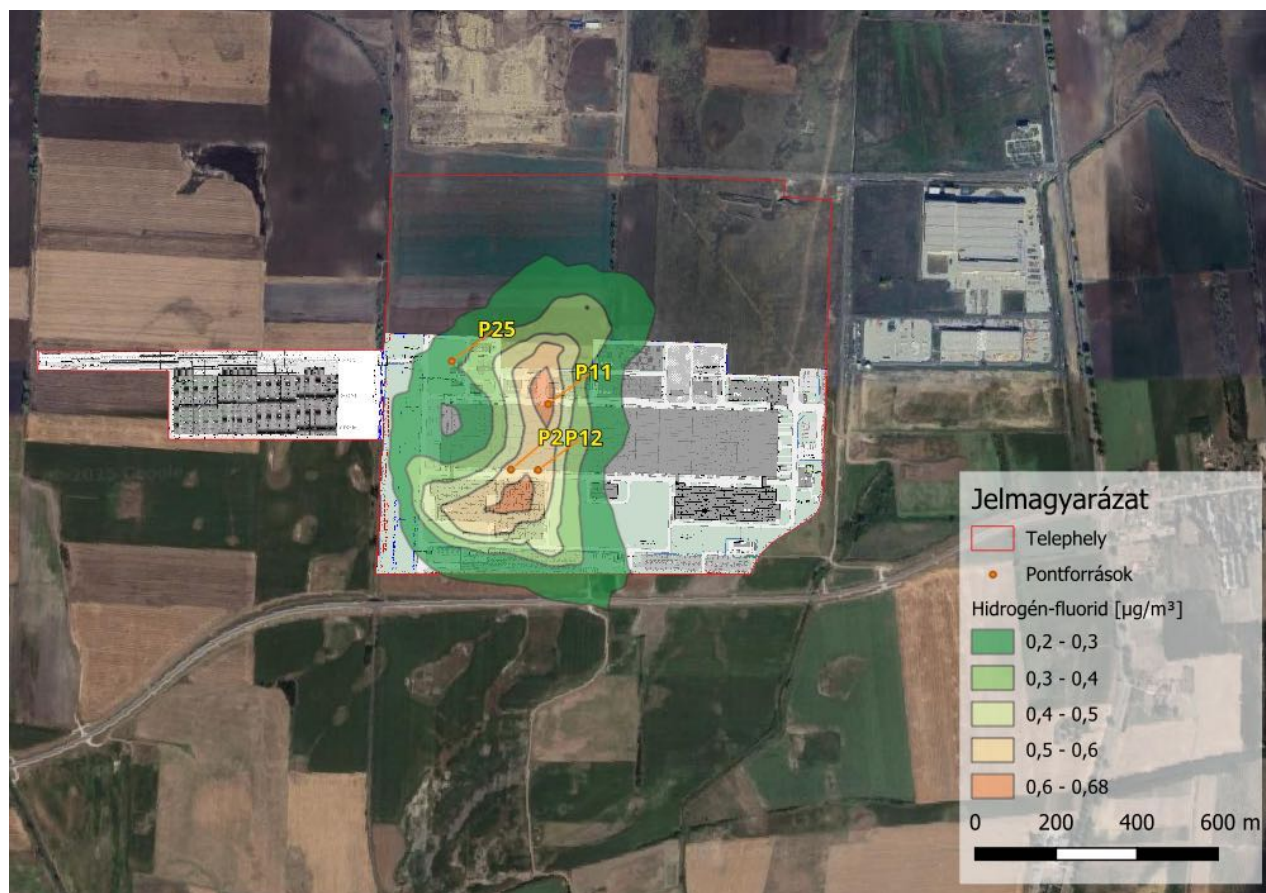 P25
P11
P2P12
Jelmagyarázat
Telephely
Pontforrások
Hidrogén-fluorid [µg/m³]
0,2 - 0,3
0,3 - 0,4
0,4 - 0,5
0,5 - 0,6
0,6 - 0,68
0 200 400 600 m